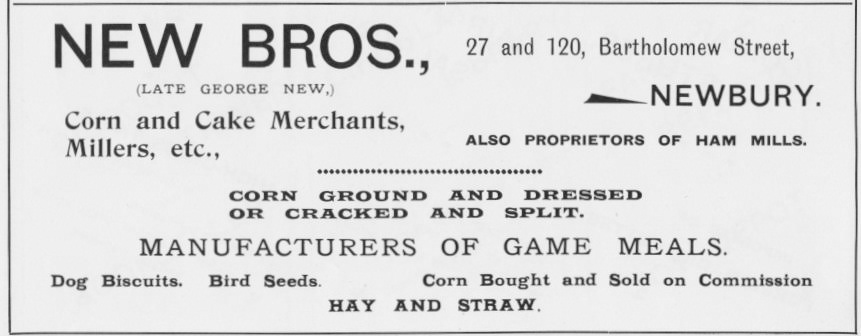 NEW BROS.,
(LATE GEORGE NEW,)
Corn and Cake Merchants,
Millers, etc.,
27 and 120, Bartholomew Street,
NEWBURY.
ALSO PROPRIETORS OF HAM MILLS.
CORN GROUND AND DRESSED
OR CRACKED AND SPLIT.
MANUFACTURERS OF GAME MEALS.
Dog Biscuits. Bird Seeds. Corn Bought and Sold on Commission
HAY AND STRAW.